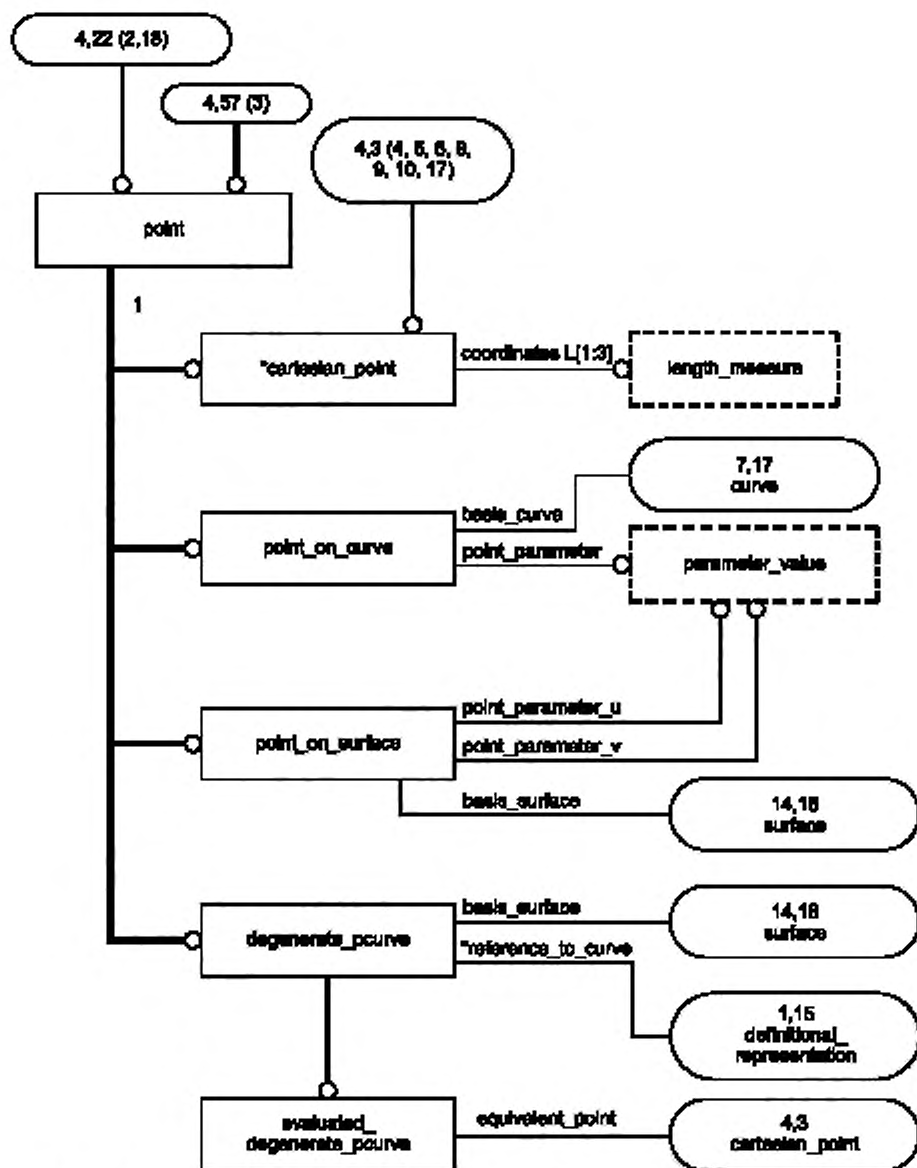 4,22 (2,18)
4,57 (3)
4,3 (4, 5, 6, 8,
9, 10, 17)
point
1
*cartesian_point
coordinates L[1:3]
length_measure
7,17
curve
basis_curve
point_on_curve
point_parameter
parameter_value
point_parameter_u
point_on_surface
point_parameter_v
basis_surface
14,18
surface
basis_surface
14,18
surface
degenerate_pcurve
*reference_to_curve
1,15
definitional_
representation
equivalent_point
evaluated_
degenerate_pcurve
4,3
cartesian_point